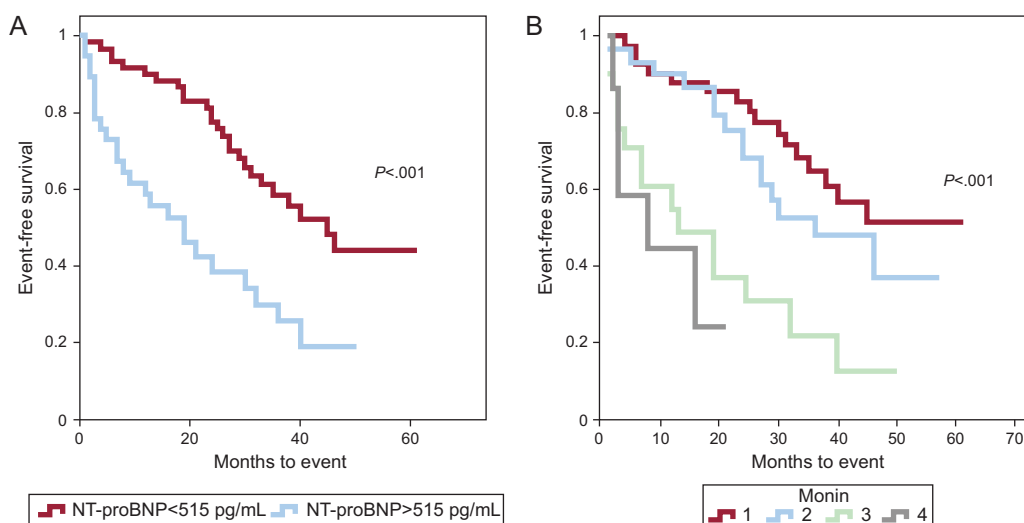 A
Event-free survival
1
0.8
0.6
0.4
0.2
0
P<.001
0 20 40 60
Months to event
NT-proBNP<515 pg/mL NT-proBNP>515 pg/mL
B
Event-free survival
1
0.8
0.6
0.4
0.2
0
P<.001
0 10 20 30 40 50 60 70
Months to event
Monin
1 2 3 4